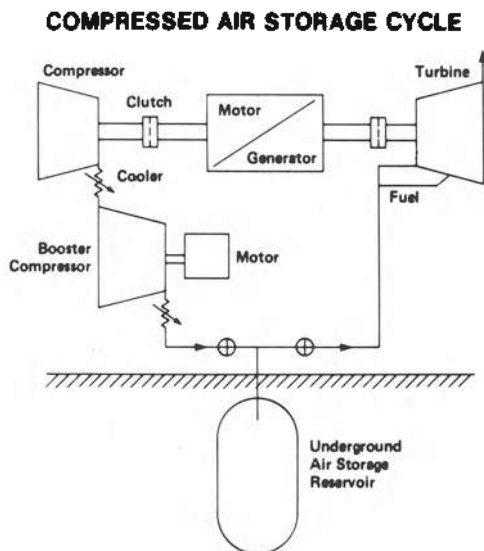 COMPRESSED AIR STORAGE CYCLE
Compressor
Turbine
Clutch
Motor
Generator
Cooler
Fuel
Booster
Compressor
Motor
Underground
Air Storage
Reservoir